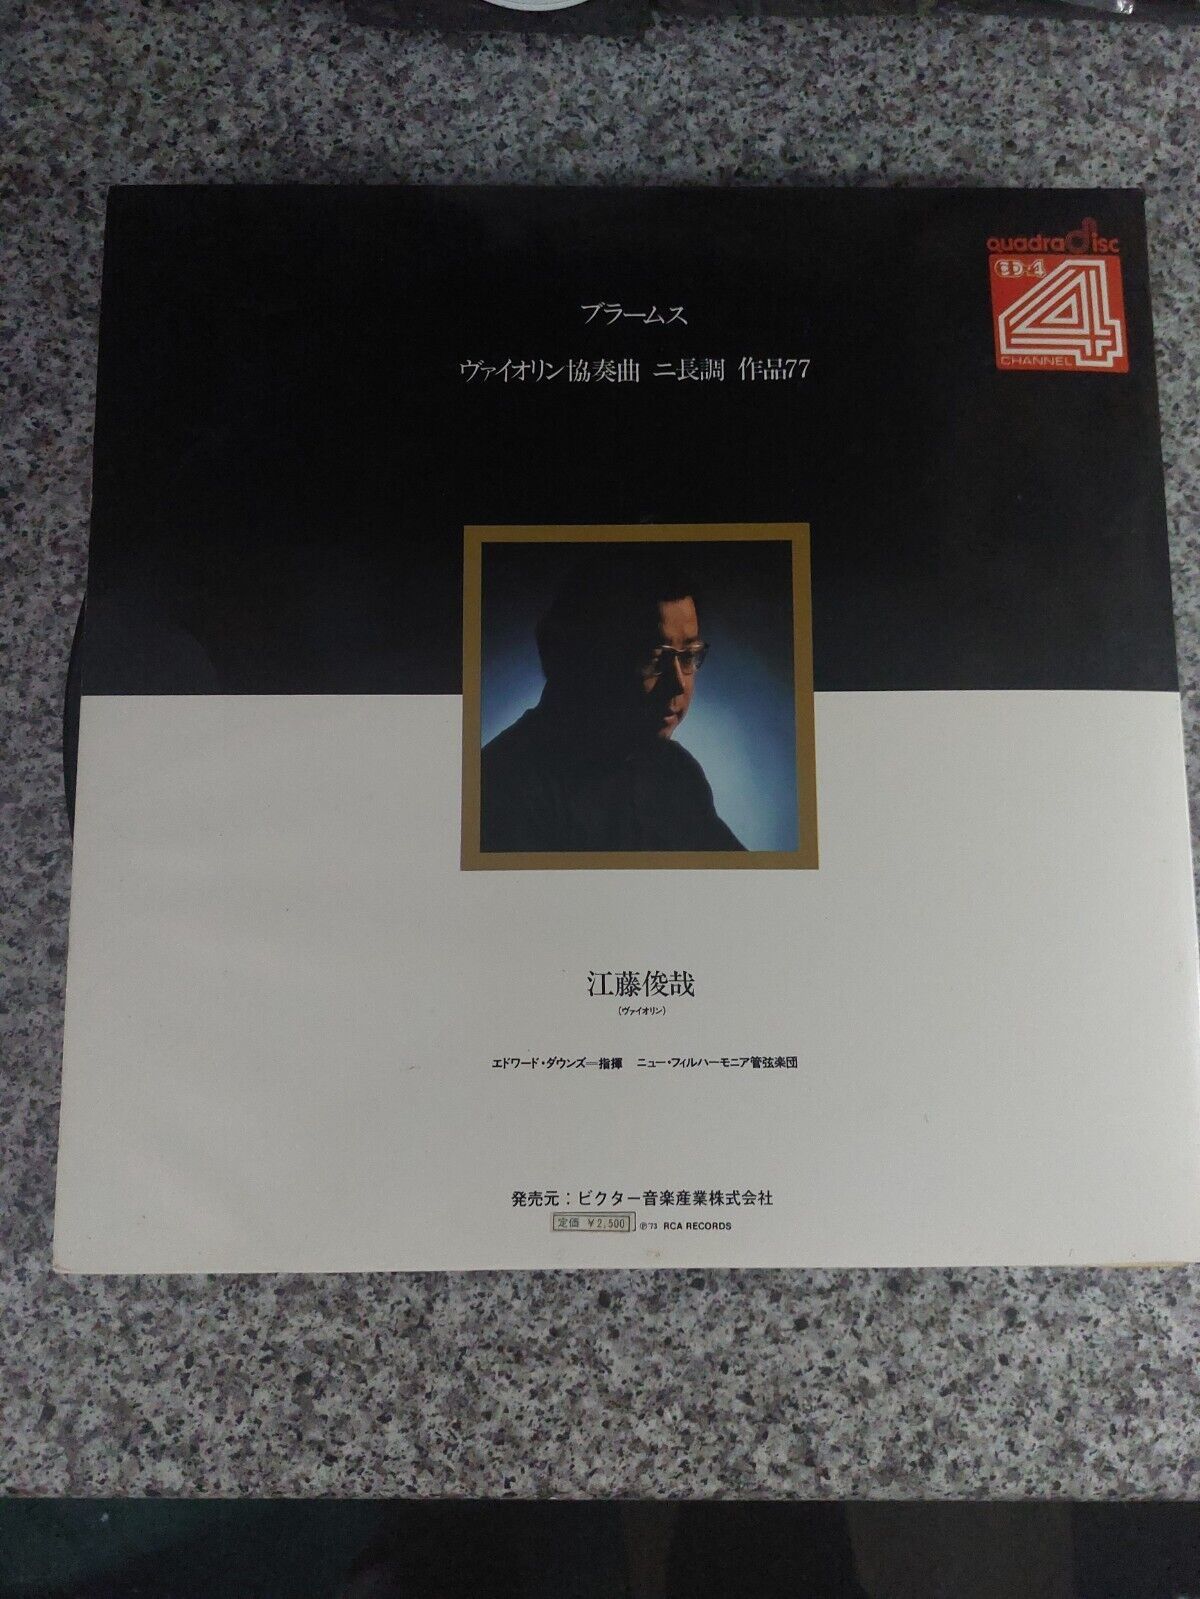 quadradisc
CD-4
4
CHANNEL
ブラームス
ヴァイオリン協奏曲 ニ長調 作品77
江藤俊哉
(ヴァイオリン)
エドワード・ダウンズ=指揮 ニュー・フィルハーモニア管弦楽団
発売元:ビクター音楽産業株式会社
定価 ¥2,500 ℗'73 RCA RECORDS